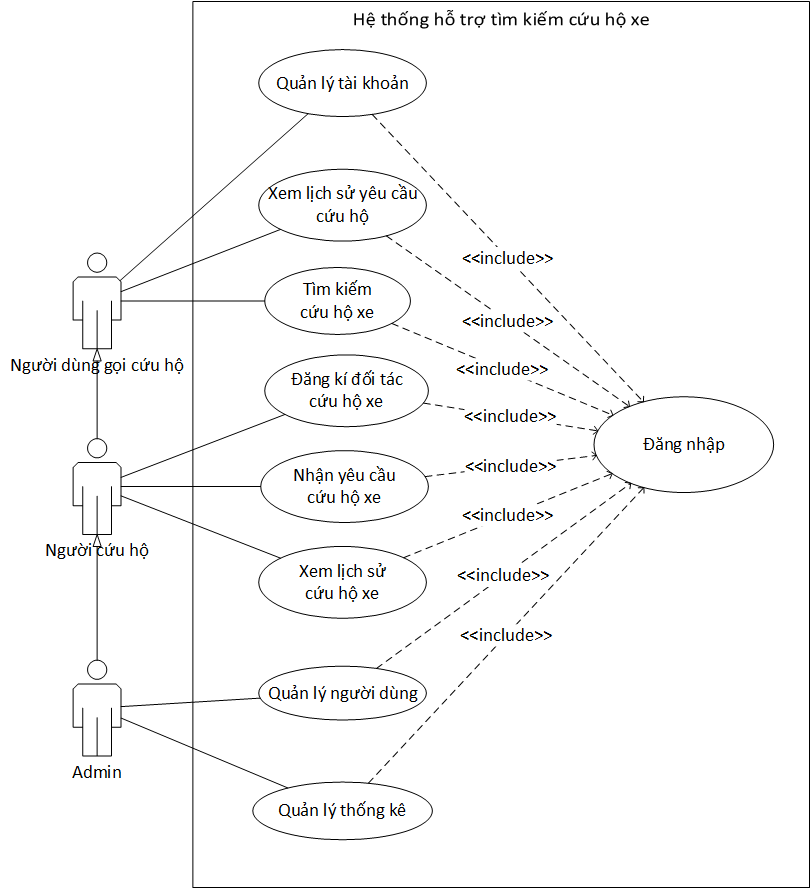 Hệ thống hỗ trợ tìm kiếm cứu hộ xe
Quản lý tài khoản
Xem lịch sử yêu cầu
cứu hộ
<<include>>
Tìm kiếm
cứu hộ xe
<<include>>
Người dùng gọi cứu hộ
<<include>>
Đăng kí đối tác
cứu hộ xe
<<include>>
Đăng nhập
Nhận yêu cầu
cứu hộ xe
<<include>>
<<include>>
Người cứu hộ
Xem lịch sử
cứu hộ xe
<<include>>
<<include>>
Quản lý người dùng
Admin
Quản lý thống kê